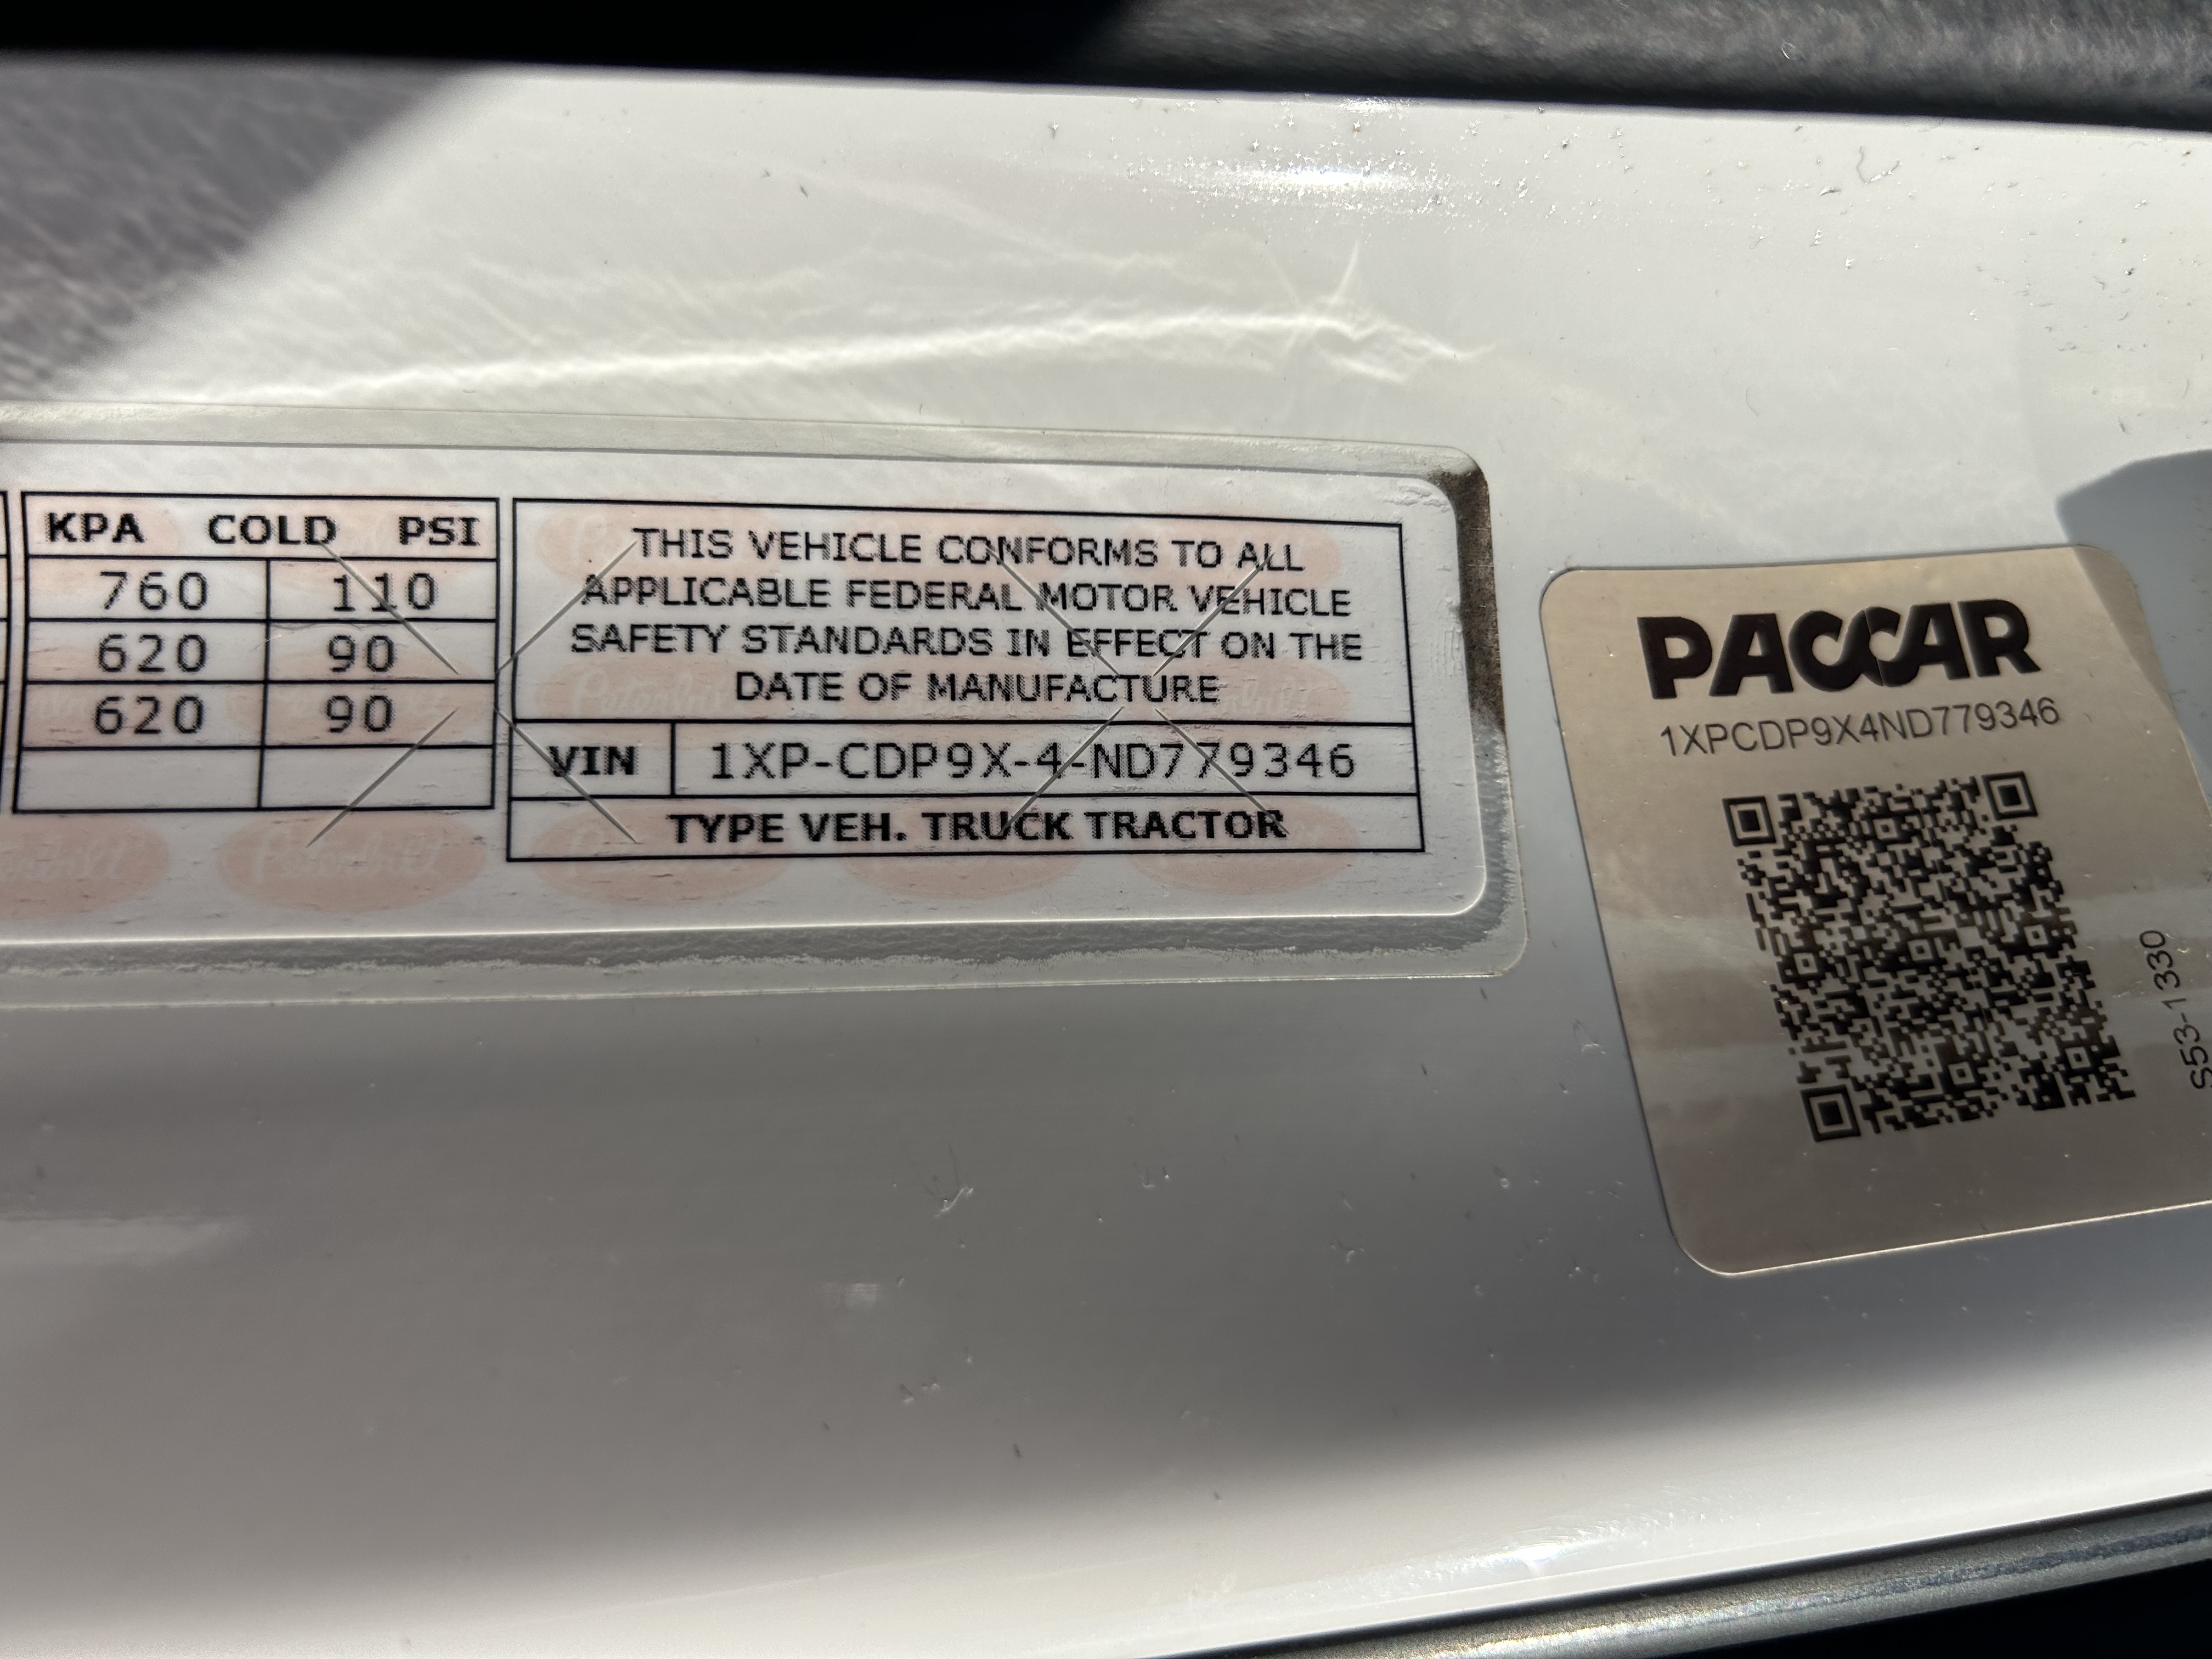 KPA COLD PSI
760 110
620 90
620 90
THIS VEHICLE CONFORMS TO ALL
APPLICABLE FEDERAL MOTOR VEHICLE
SAFETY STANDARDS IN EFFECT ON THE
DATE OF MANUFACTURE
VIN 1XP-CDP9X-4-ND779346
TYPE VEH. TRUCK TRACTOR
Peterbilt
PACCAR
1XPCDP9X4ND779346
S53-1330